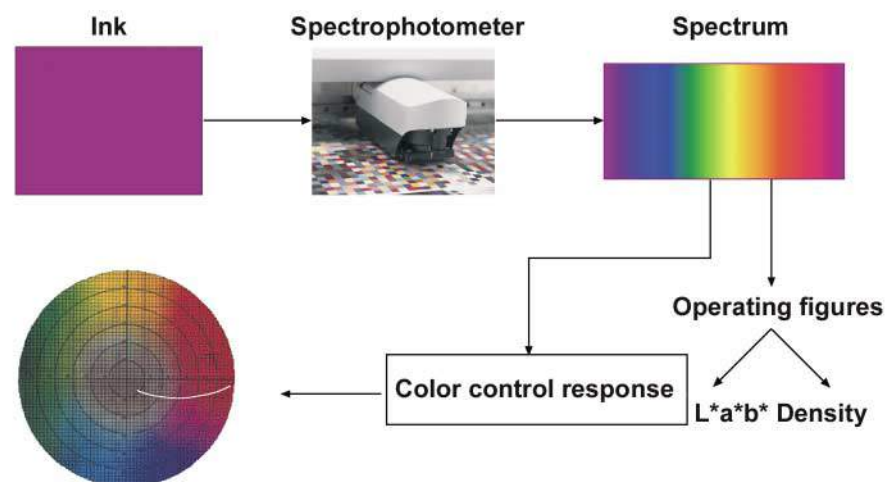 Ink
Spectrophotometer
Spectrum
Operating figures
Color control response
L*a*b* Density